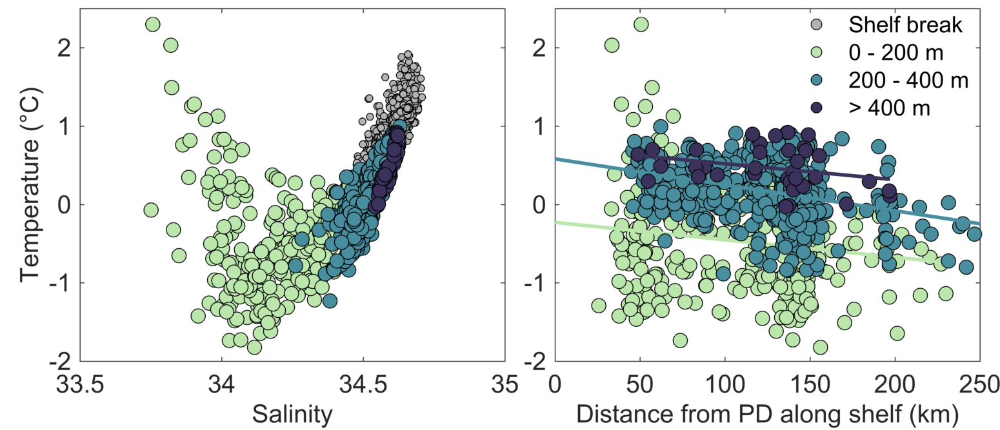 Temperature (°C)
2
1
0
-1
-2
33.5
34
34.5
35
Salinity
2
1
0
-1
-2
0
50
100
150
200
250
Distance from PD along shelf (km)
Shelf break
0 - 200 m
200 - 400 m
> 400 m